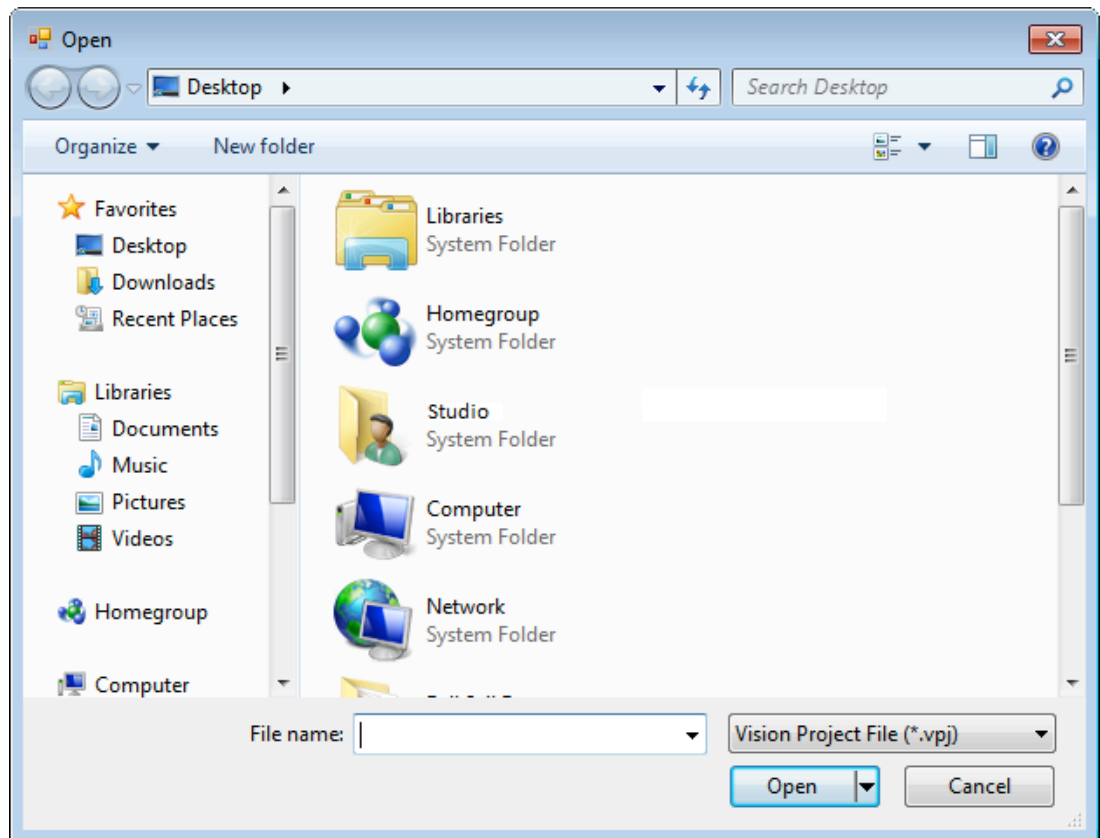 Open
Desktop
Search Desktop
Organize
New folder
Favorites
Desktop
Downloads
Recent Places
Libraries
Documents
Music
Pictures
Videos
Homegroup
Computer
Libraries
System Folder
Homegroup
System Folder
Studio
System Folder
Computer
System Folder
Network
System Folder
File name:
Vision Project File (*.vpj)
Open
Cancel